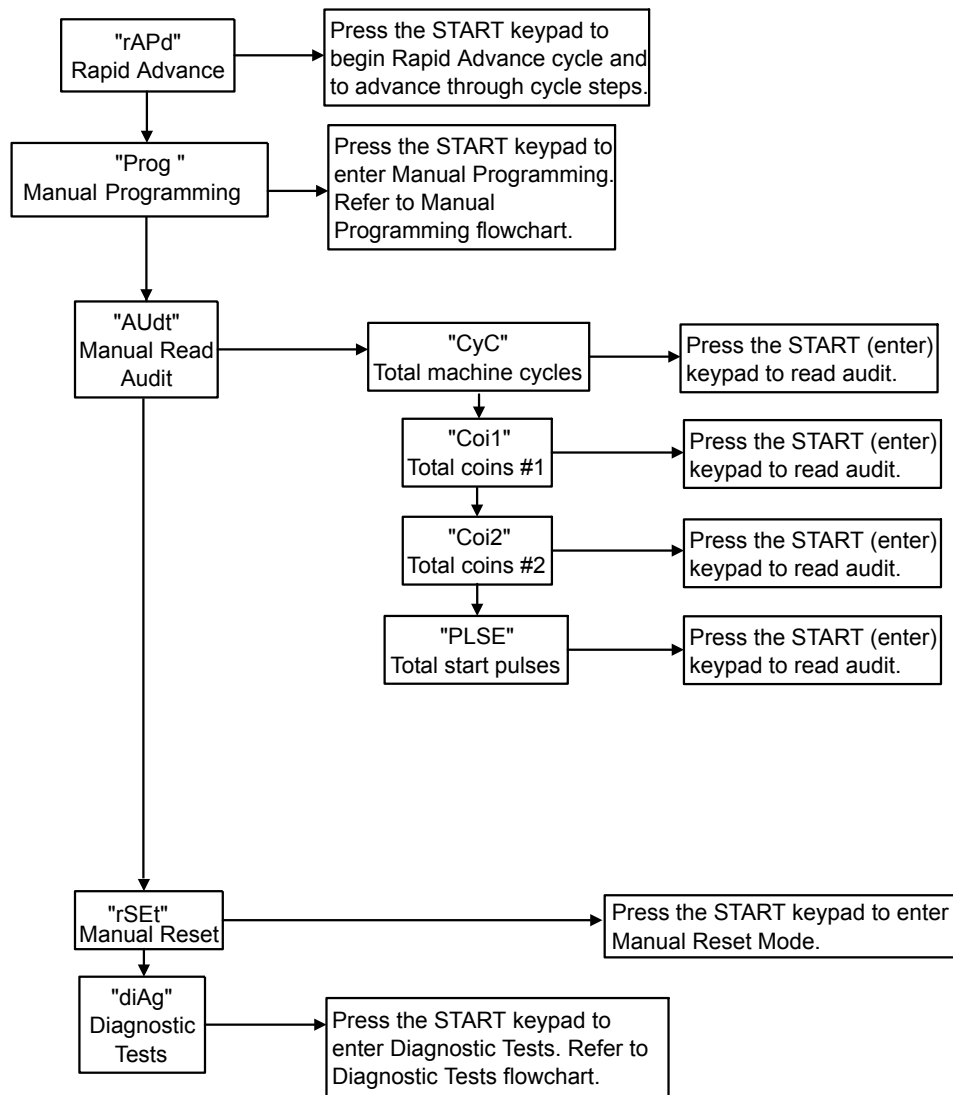 "rAPd"
Rapid Advance
Press the START keypad to
begin Rapid Advance cycle and
to advance through cycle steps.
"Prog "
Manual Programming
Press the START keypad to
enter Manual Programming.
Refer to Manual
Programming flowchart.
"AUdt"
Manual Read
Audit
"CyC"
Total machine cycles
Press the START (enter)
keypad to read audit.
"Coi1"
Total coins #1
Press the START (enter)
keypad to read audit.
"Coi2"
Total coins #2
Press the START (enter)
keypad to read audit.
"PLSE"
Total start pulses
Press the START (enter)
keypad to read audit.
"rSEt"
Manual Reset
Press the START keypad to enter
Manual Reset Mode.
"diAg"
Diagnostic
Tests
Press the START keypad to
enter Diagnostic Tests. Refer to
Diagnostic Tests flowchart.